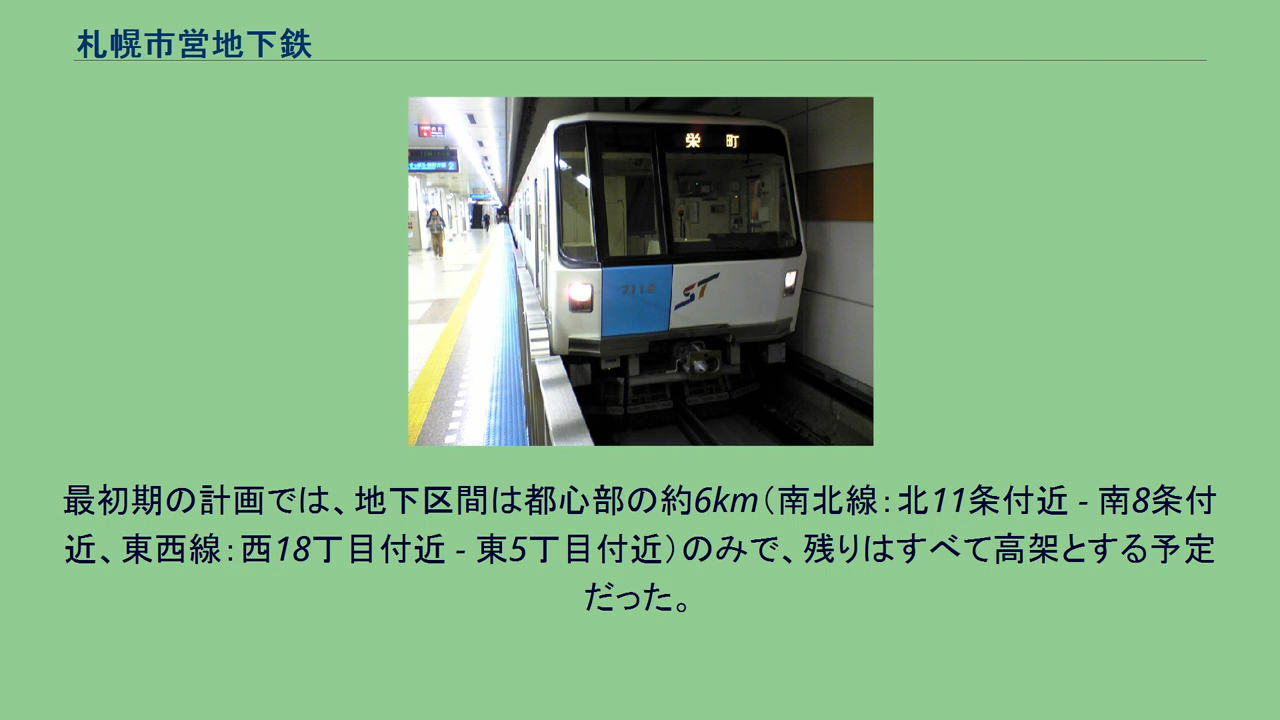 札幌市営地下鉄
栄 町
ST
最初期の計画では、地下区間は都心部の約6km（南北線：北11条付近 - 南8条付
近、東西線：西18丁目付近 - 東5丁目付近）のみで、残りはすべて高架とする予定
だった。